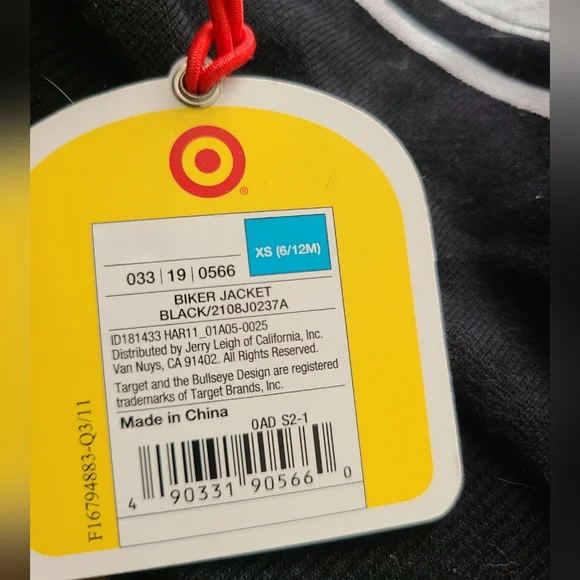 ®
XS (6/12M)
033 | 19 | 0566
BIKER JACKET
BLACK/2108J0237A
ID181433 HAR11_01A05-0025
Distributed by Jerry Leigh of California, Inc.
Van Nuys, CA 91402. All Rights Reserved.
Target and the Bullseye Design are registered
trademarks of Target Brands, Inc.
Made in China
0AD S2-1
4 90331 90566 0
F16794883-Q3/11